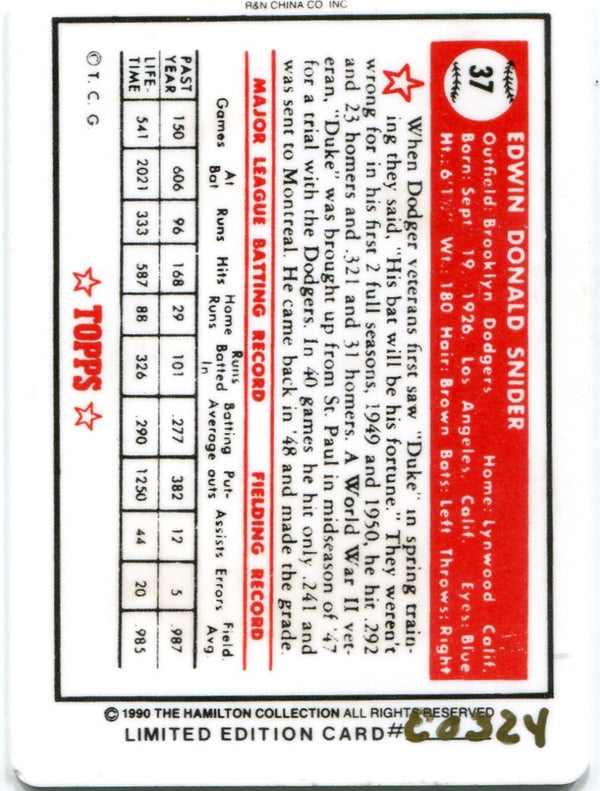 R&N CHINA CO INC
37
EDWIN DONALD SNIDER
Outfield: Brooklyn Dodgers Home: Lynwood Calif.
Born: Sept 19, 1926 Los Angeles, Calif. Eyes: Blue
Ht.: 6'1½" Wt.: 180 Hair: Brown Bats: Left Throws: Right
When Dodger veterans first saw "Duke" in spring train-
ing they said, "His bat will be his fortune." They weren't
wrong for in his first 2 full seasons, 1949 and 1950, he hit .292
and 23 homers and .321 and 31 homers. A World War II vet-
eran, "Duke" was brought up from St. Paul in midseason of '47
for a trial with the Dodgers. In 40 games he hit only .241 and
was sent to Montreal. He came back in '48 and made the grade.
MAJOR LEAGUE BATTING RECORD FIELDING RECORD
Games At Bat Runs Hits Home Runs Runs Batted In Batting Average Put-outs Assists Errors Field. Avg.
PAST YEAR 150 606 96 168 29 101 .277 382 12 5 .987
LIFE-TIME 541 2021 333 587 88 326 .290 1250 44 20 .985
© T. C. G TOPPS
© 1990 THE HAMILTON COLLECTION ALL RIGHTS RESERVED
LIMITED EDITION CARD#